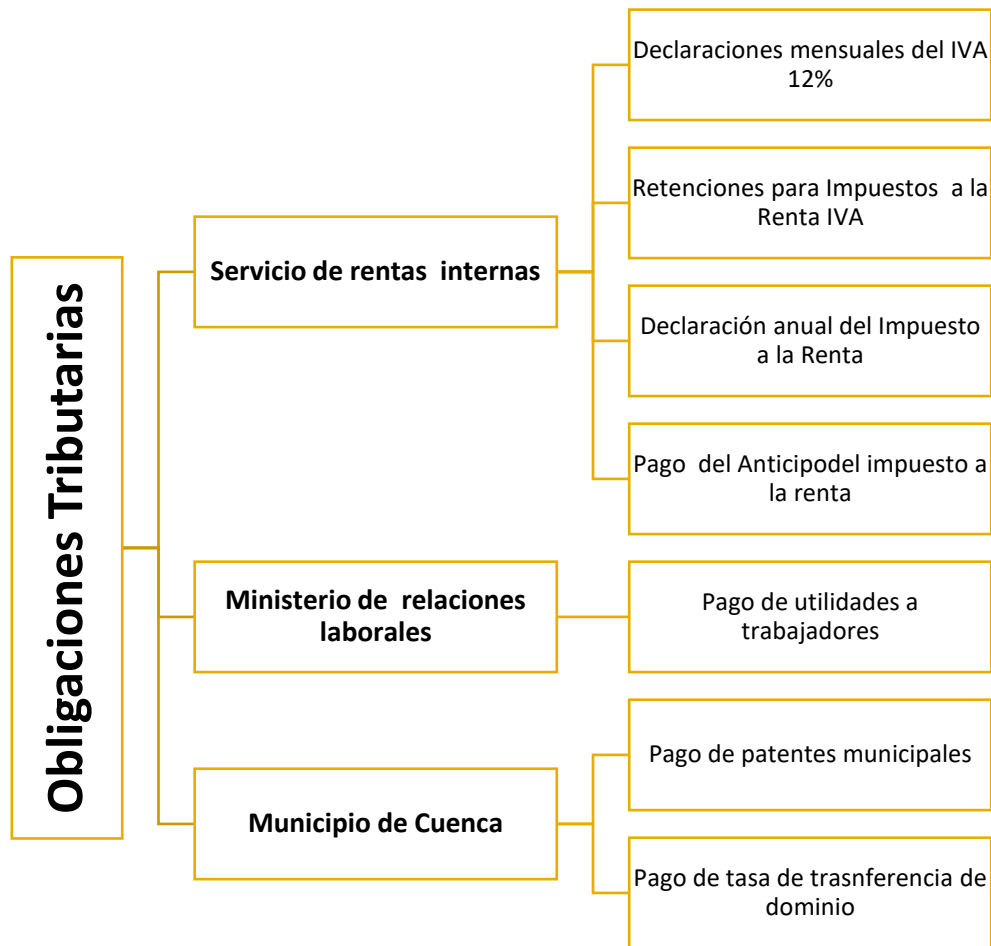 Obligaciones Tributarias
Servicio de rentas internas
Declaraciones mensuales del IVA
12%
Retenciones para Impuestos a la
Renta IVA
Declaración anual del Impuesto
a la Renta
Pago del Anticipodel impuesto a
la renta
Ministerio de relaciones
laborales
Pago de utilidades a
trabajadores
Municipio de Cuenca
Pago de patentes municipales
Pago de tasa de trasnferencia de
dominio